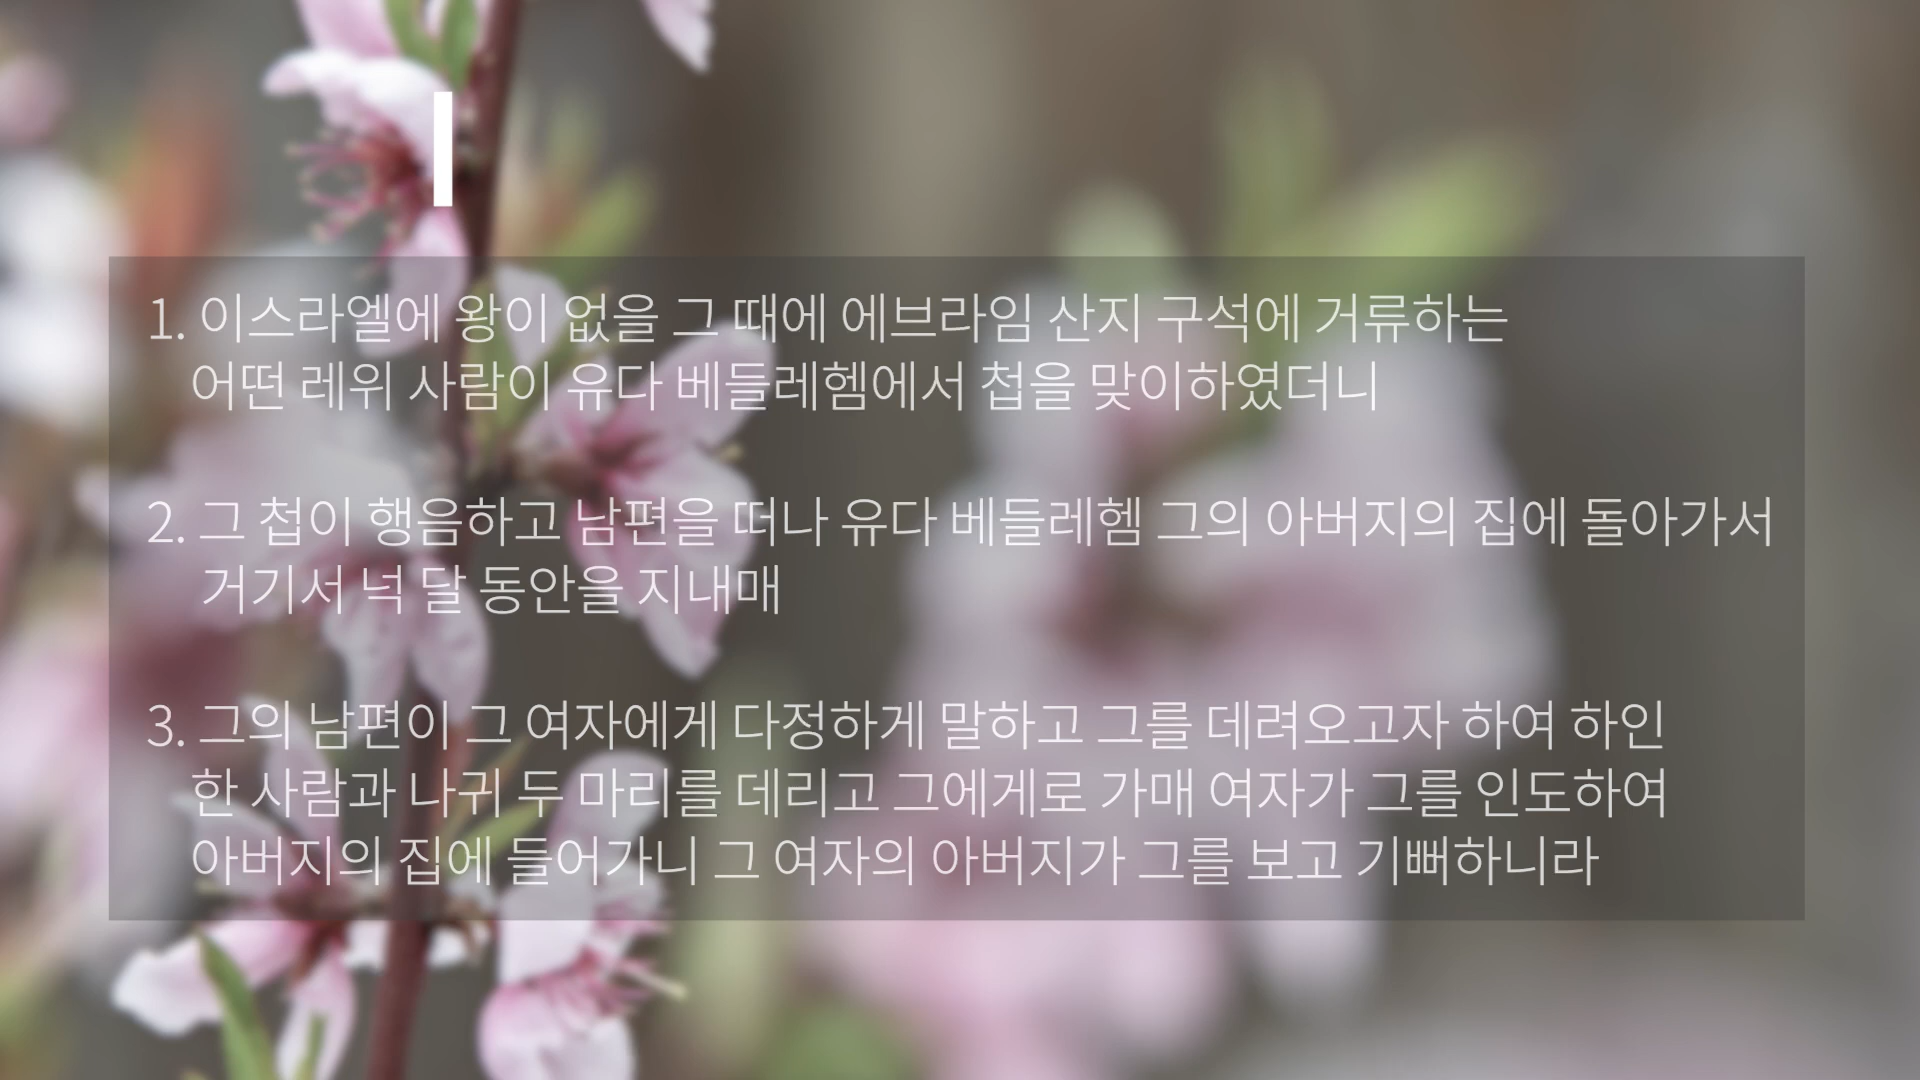 1. 이스라엘에 왕이 없을 그 때에 에브라임 산지 구석에 거류하는
어떤 레위 사람이 유다 베들레헴에서 첩을 맞이하였더니
2. 그 첩이 행음하고 남편을 떠나 유다 베들레헴 그의 아버지의 집에 돌아가서
거기서 넉 달 동안을 지내매
3. 그의 남편이 그 여자에게 다정하게 말하고 그를 데려오고자 하여 하인
한 사람과 나귀 두 마리를 데리고 그에게로 가매 여자가 그를 인도하여
아버지의 집에 들어가니 그 여자의 아버지가 그를 보고 기뻐하니라